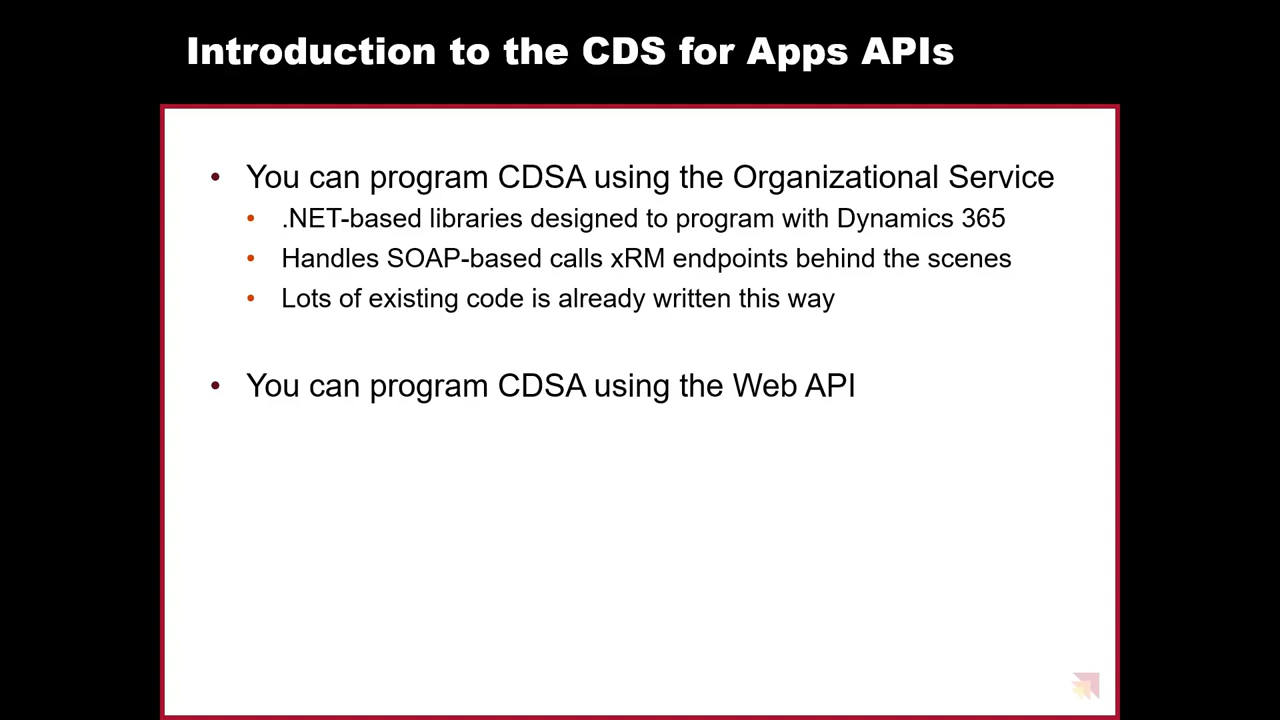 Introduction to the CDS for Apps APIs
• You can program CDSA using the Organizational Service
• .NET-based libraries designed to program with Dynamics 365
• Handles SOAP-based calls xRM endpoints behind the scenes
• Lots of existing code is already written this way
• You can program CDSA using the Web API